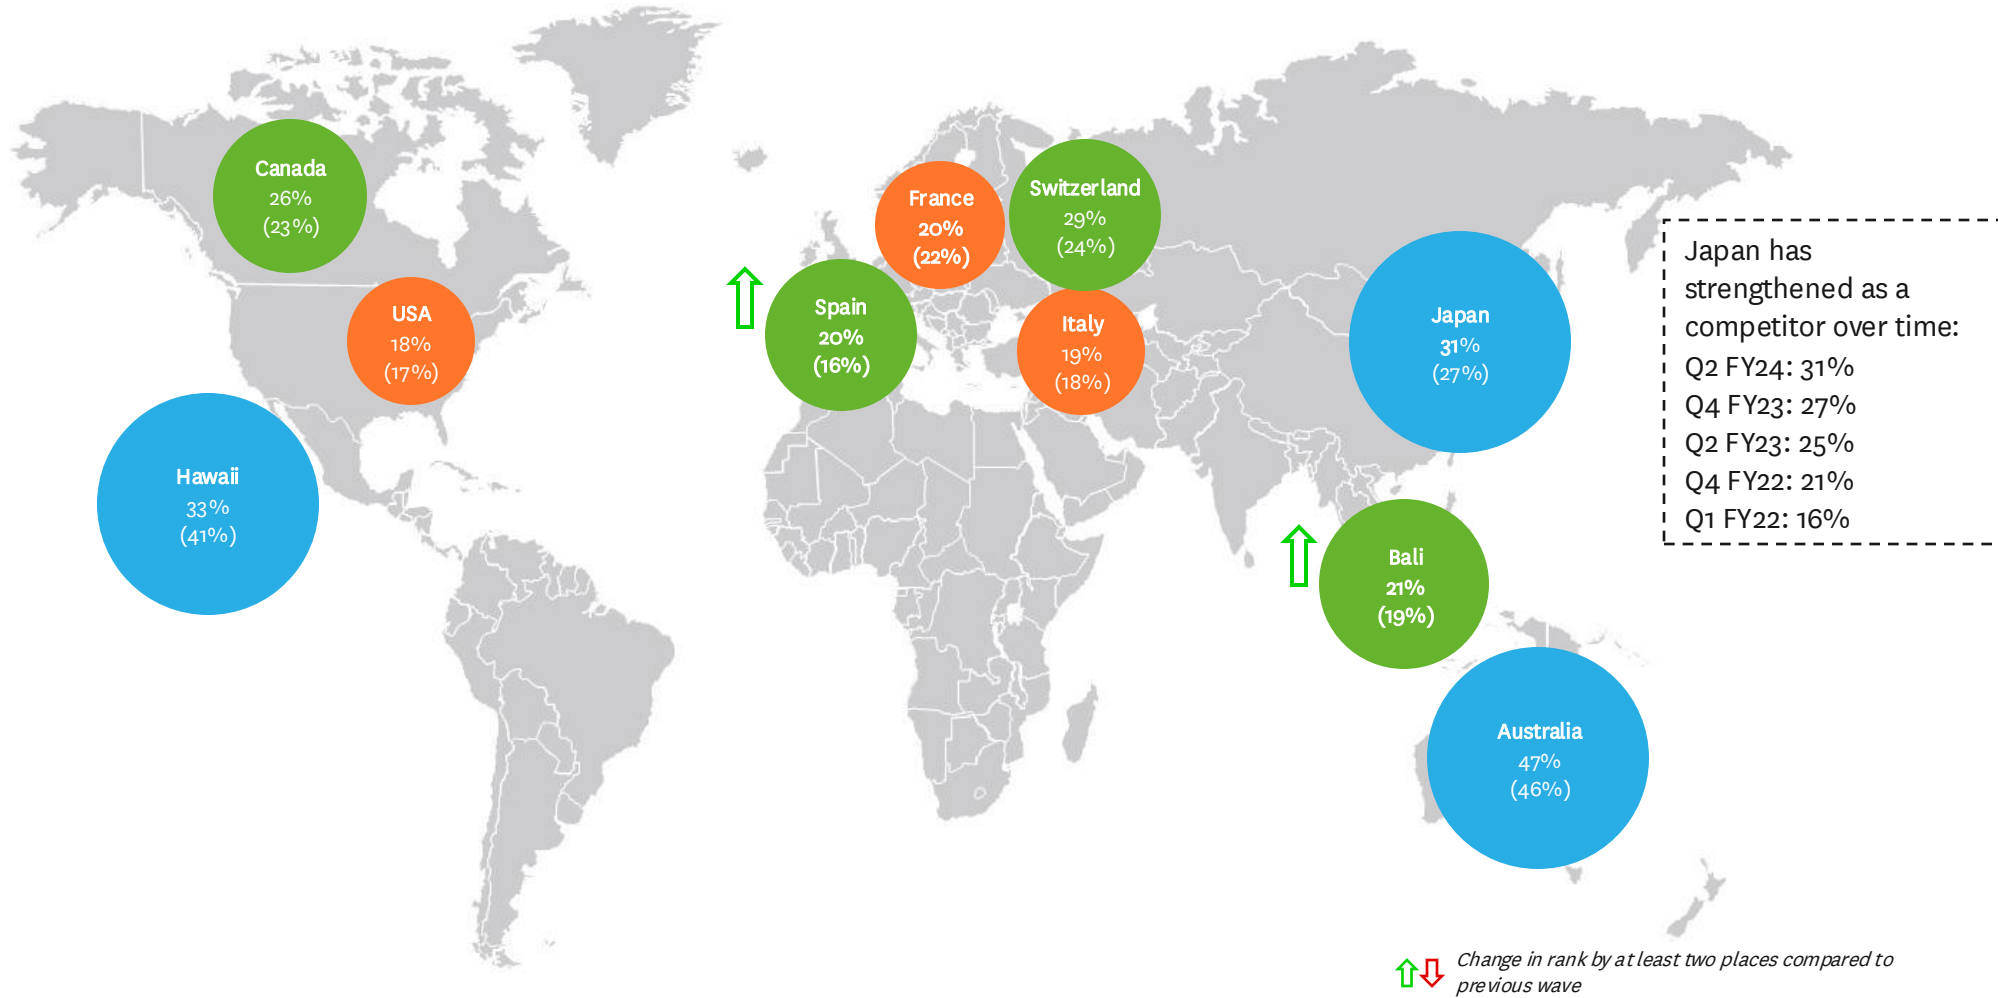 Canada
26%
(23%)
USA
18%
(17%)
Hawaii
33%
(41%)
France
20%
(22%)
Switzerland
29%
(24%)
Spain
20%
(16%)
Italy
19%
(18%)
Japan
31%
(27%)
Bali
21%
(19%)
Australia
47%
(46%)
Japan has
strengthened as a
competitor over time:
Q2 FY24: 31%
Q4 FY23: 27%
Q2 FY23: 25%
Q4 FY22: 21%
Q1 FY22: 16%
Change in rank by at least two places compared to
previous wave